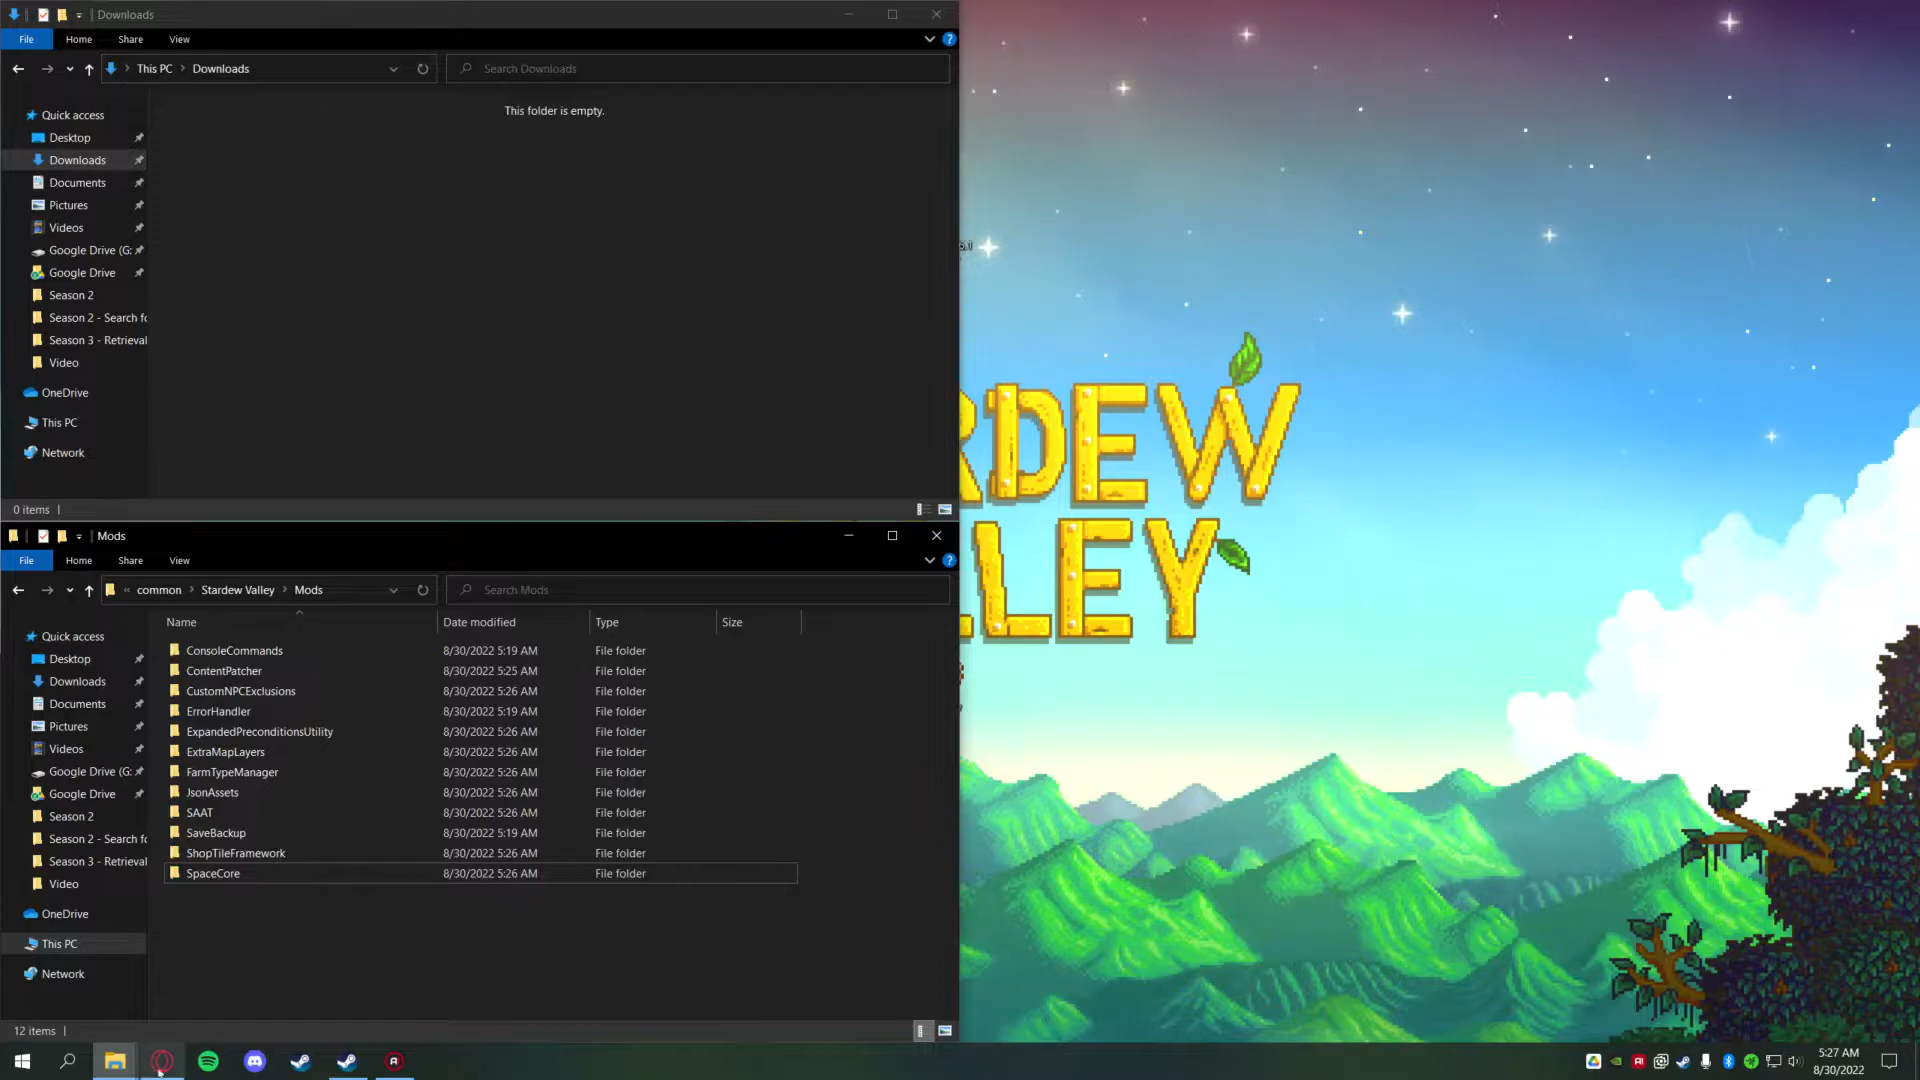 Downloads
File Home Share View
This PC Downloads Search Downloads
This folder is empty.
Quick access
Desktop
Downloads
Documents
Pictures
Videos
Google Drive (G:
Google Drive
Season 2
Season 2 - Search fo
Season 3 - Retrieval
Video
OneDrive
This PC
Network
0 items
Mods
File Home Share View
« common Stardew Valley Mods Search Mods
Name Date modified Type Size
Quick access
Desktop
Downloads
Documents
Pictures
Videos
Google Drive (G:
Google Drive
Season 2
Season 2 - Search fo
Season 3 - Retrieval
Video
OneDrive
This PC
Network
ConsoleCommands 8/30/2022 5:19 AM File folder
ContentPatcher 8/30/2022 5:25 AM File folder
CustomNPCExclusions 8/30/2022 5:26 AM File folder
ErrorHandler 8/30/2022 5:19 AM File folder
ExpandedPreconditionsUtility 8/30/2022 5:26 AM File folder
ExtraMapLayers 8/30/2022 5:26 AM File folder
FarmTypeManager 8/30/2022 5:26 AM File folder
JsonAssets 8/30/2022 5:26 AM File folder
SAAT 8/30/2022 5:26 AM File folder
SaveBackup 8/30/2022 5:19 AM File folder
ShopTileFramework 8/30/2022 5:26 AM File folder
SpaceCore 8/30/2022 5:26 AM File folder
12 items
RDEW
LLEY
5:27 AM
8/30/2022